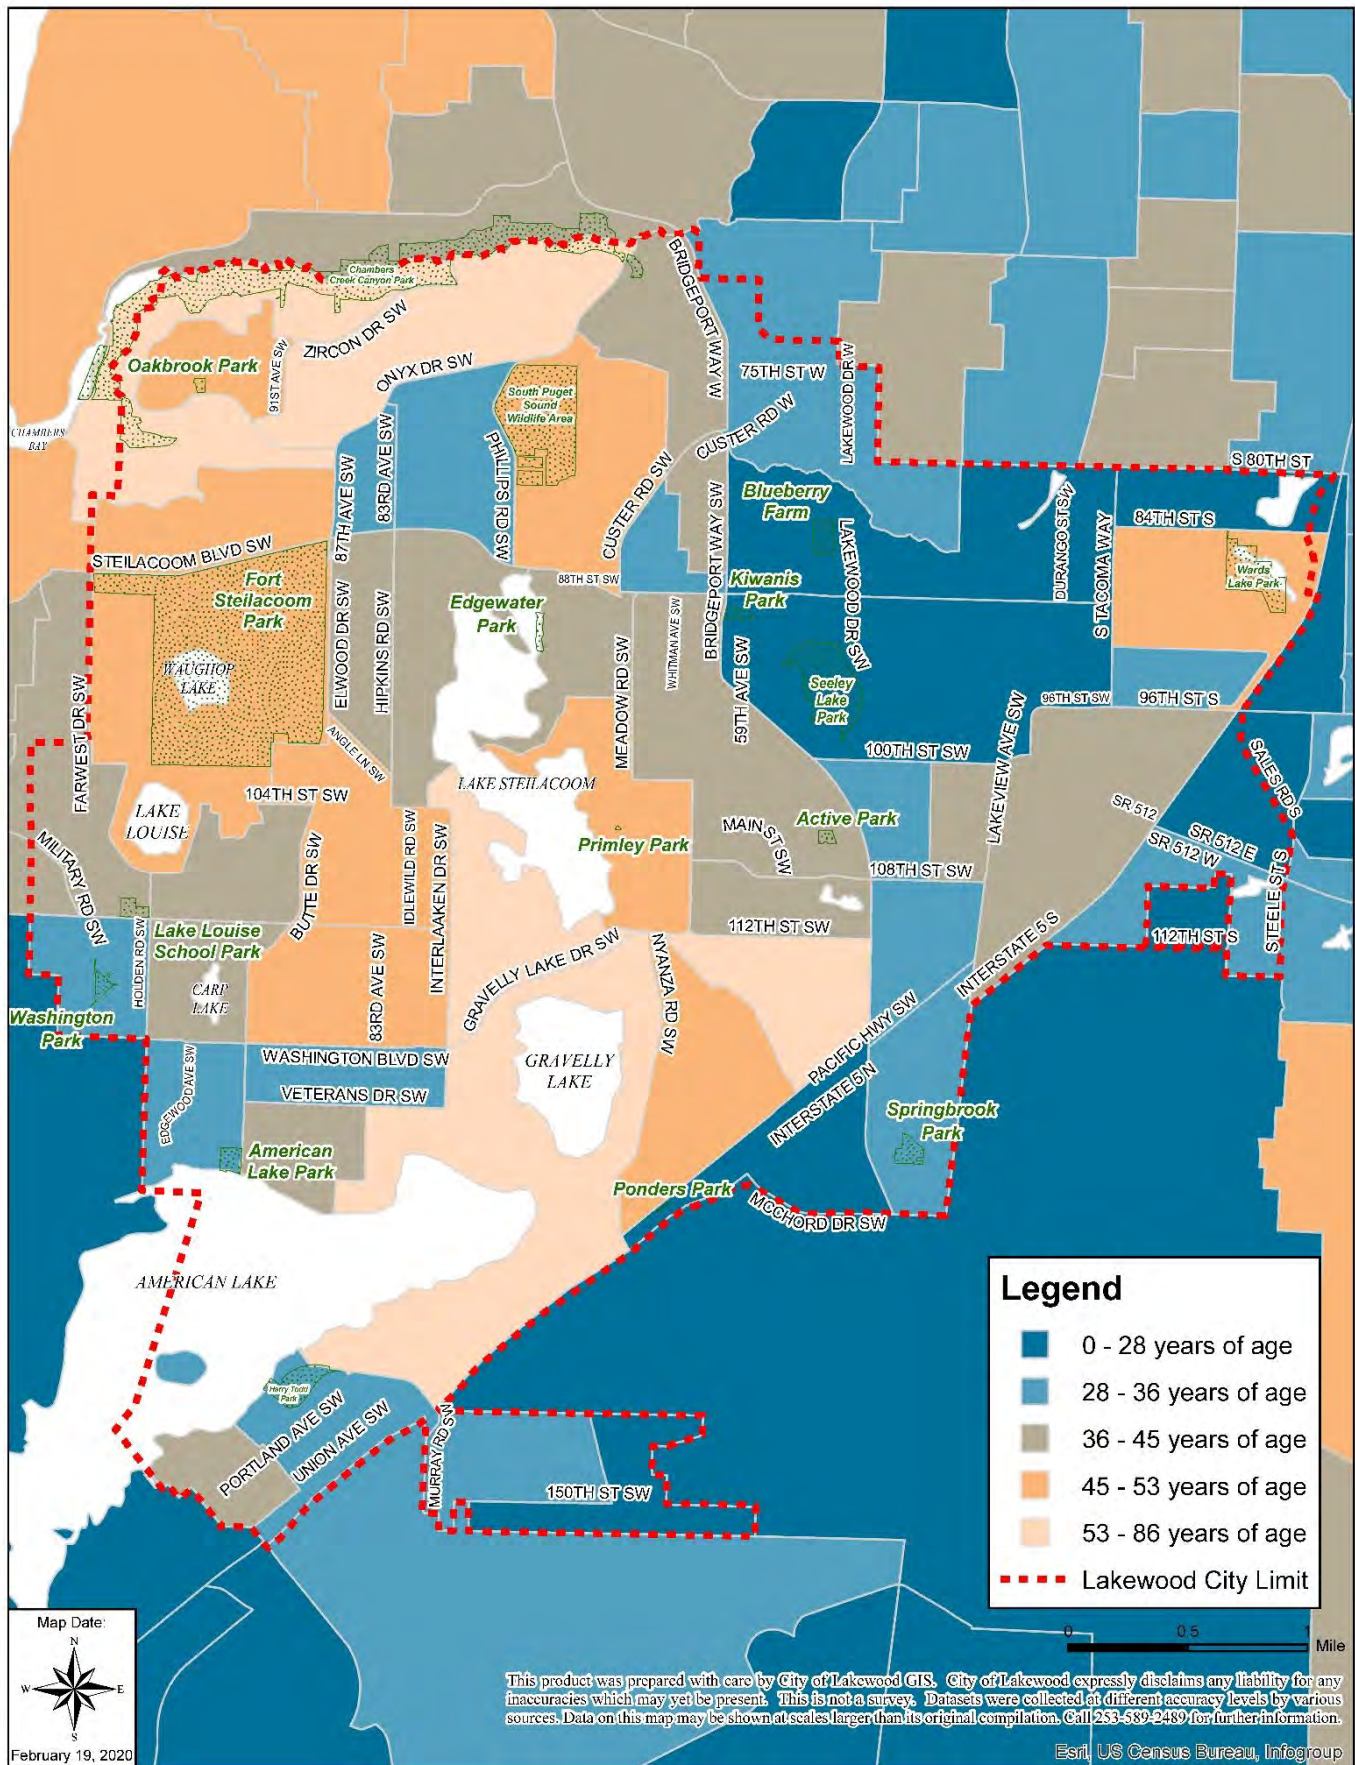 Chambers
Creek Canyon Park
BRIDGEPORT WAY W
ZIRCON DR SW
Oakbrook Park
91ST AVE SW
ONYX DR SW
75TH ST W
LAKEWOOD DR W
South Puget
Sound
Wildlife Area
CHAMBERS
BAY
CUSTER RD W
83RD AVE SW
PHILLIPS RD SW
87TH AVE SW
CUSTER RD SW
S 80TH ST
Blueberry
Farm
BRIDGEPORT WAY SW
LAKEWOOD DR SW
DURANGO ST SW
S TACOMA WAY
84TH ST S
STEILACOOM BLVD SW
Fort
Steilacoom
Park
88TH ST SW
Kiwanis
Park
Wards
Lake Park
Edgewater
Park
ELWOOD DR SW
HIPKINS RD SW
WHITMAN AVE SW
MEADOW RD SW
59TH AVE SW
WAUGHOP
LAKE
Seeley
Lake
Park
FARWEST DR SW
96TH ST SW
96TH ST S
ANGLE LN SW
100TH ST SW
LAKEVIEW AVE SW
SALES RD S
LAKE STEILACOOM
104TH ST SW
LAKE
LOUISE
SR 512
SR 512 E
SR 512 W
Active Park
MAIN ST SW
Primley Park
IDLEWILD RD SW
INTERLAAKEN DR SW
108TH ST SW
MILITARY RD SW
BUTTE DR SW
STEELE ST S
112TH ST SW
112TH ST S
Lake Louise
School Park
HOLDEN RD SW
GRAVELLY LAKE DR SW
NYANZA RD SW
INTERSTATE 5 S
83RD AVE SW
CARP
LAKE
Washington
Park
PACIFIC HWY SW
WASHINGTON BLVD SW
GRAVELLY
LAKE
EDGEWOOD AVE SW
VETERANS DR SW
INTERSTATE 5 N
Springbrook
Park
American
Lake Park
Ponders Park
MCCHORD DR SW
AMERICAN LAKE
Harry Todd
Park
PORTLAND AVE SW
UNION AVE SW
MURRAY RD SW
150TH ST SW
Legend
0 - 28 years of age
28 - 36 years of age
36 - 45 years of age
45 - 53 years of age
53 - 86 years of age
Lakewood City Limit
0 0.5 1
Mile
Map Date:
N
W E
S
February 19, 2020
This product was prepared with care by City of Lakewood GIS. City of Lakewood expressly disclaims any liability for any
inaccuracies which may yet be present. This is not a survey. Datasets were collected at different accuracy levels by various
sources. Data on this map may be shown at scales larger than its original compilation. Call 253-589-2489 for further information.
Esri, US Census Bureau, Infogroup